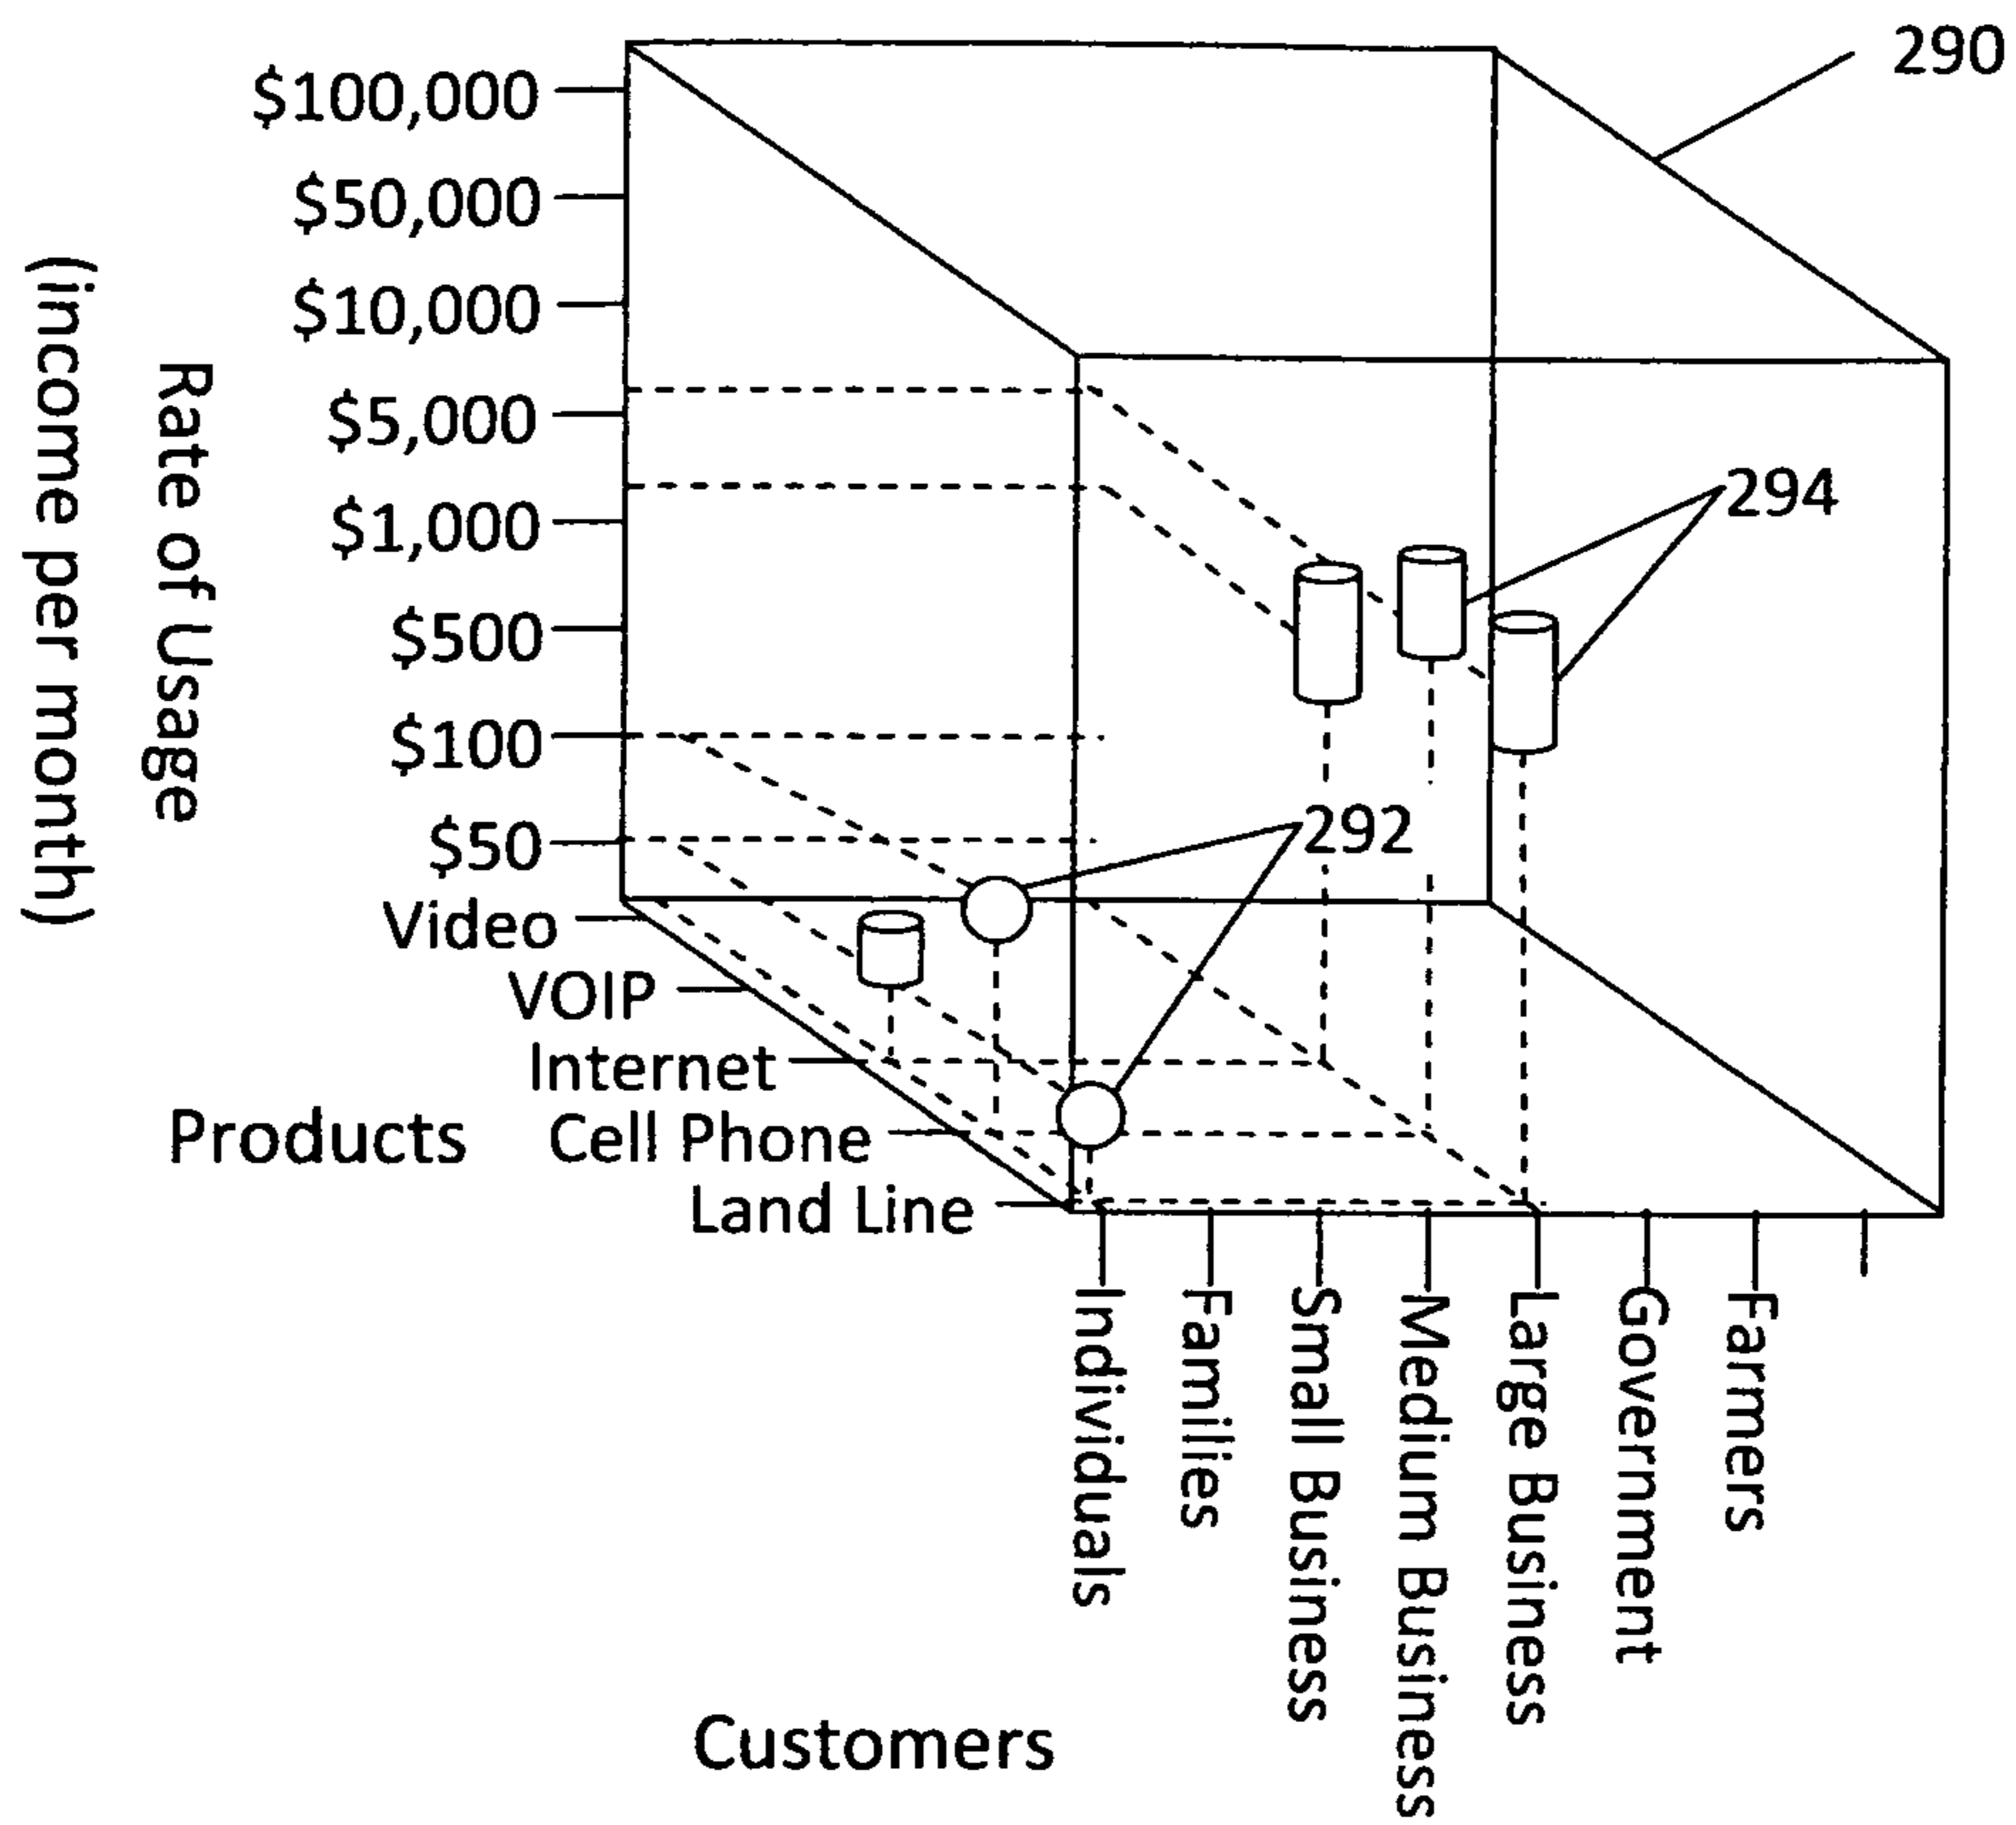 290
$100,000
$50,000
$10,000
$5,000
$1,000
$500
$100
$50
Rate of Usage
(income per month)
294
292
Video
VOIP
Internet
Cell Phone
Land Line
Products
Individuals
Families
Small Business
Medium Business
Large Business
Government
Farmers
Customers